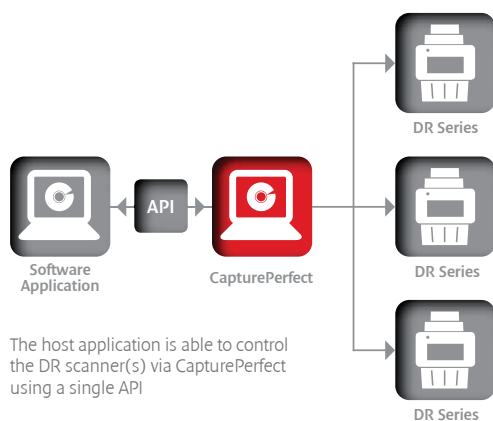 DR Series
API
Software
Application
CapturePerfect
DR Series
The host application is able to control
the DR scanner(s) via CapturePerfect
using a single API
DR Series